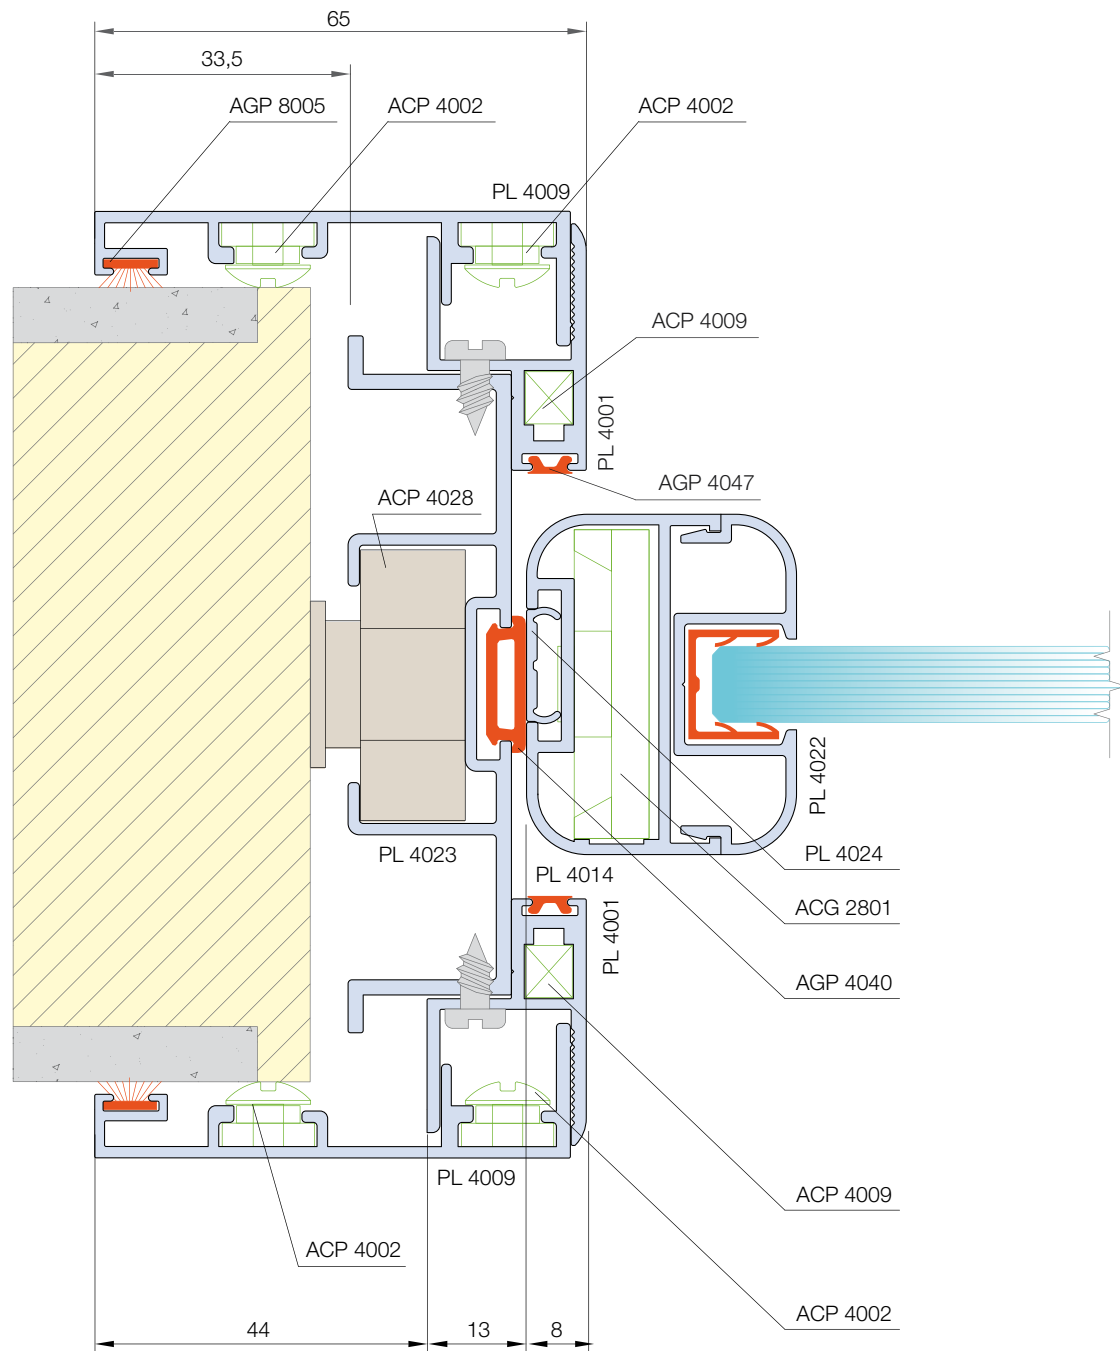 65
33,5
AGP 8005
ACP 4002
ACP 4002
PL 4009
ACP 4009
PL 4001
AGP 4047
ACP 4028
PL 4022
PL 4023
PL 4024
PL 4014
ACG 2801
PL 4001
AGP 4040
PL 4009
ACP 4009
ACP 4002
ACP 4002
44
13
8